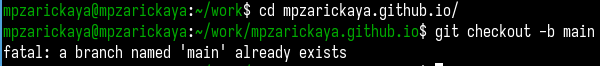 mpzarickaya@mpzarickaya:~/work$ cd mpzarickaya.github.io/
mpzarickaya@mpzarickaya:~/work/mpzarickaya.github.io$ git checkout -b main
fatal: a branch named 'main' already exists